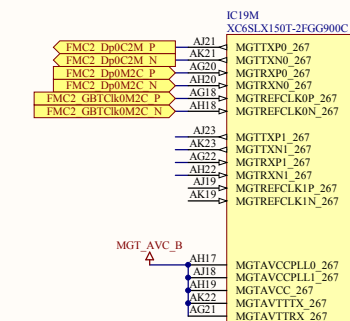 IC19M
XC6SLX150T-2FGG900C
FMC2_Dp0C2M_P AJ21 MGTTXP0_267
FMC2_Dp0C2M_N AK21 MGTTXN0_267
FMC2_Dp0M2C_P AG20 MGTRXP0_267
FMC2_Dp0M2C_N AH20 MGTRXN0_267
FMC2_GBTClk0M2C_P AG18 MGTREFCLK0P_267
FMC2_GBTClk0M2C_N AH18 MGTREFCLK0N_267
AJ23 MGTTXP1_267
AK23 MGTTXN1_267
AG22 MGTRXP1_267
AH22 MGTRXN1_267
AJ19 MGTREFCLK1P_267
AK19 MGTREFCLK1N_267
MGT_AVC_B
AH17 MGTAVCCPLL0_267
AJ18 MGTAVCCPLL1_267
AH19 MGTAVCC_267
AK22 MGTAVTTTX_267
AG21 MGTAVTTRX_267